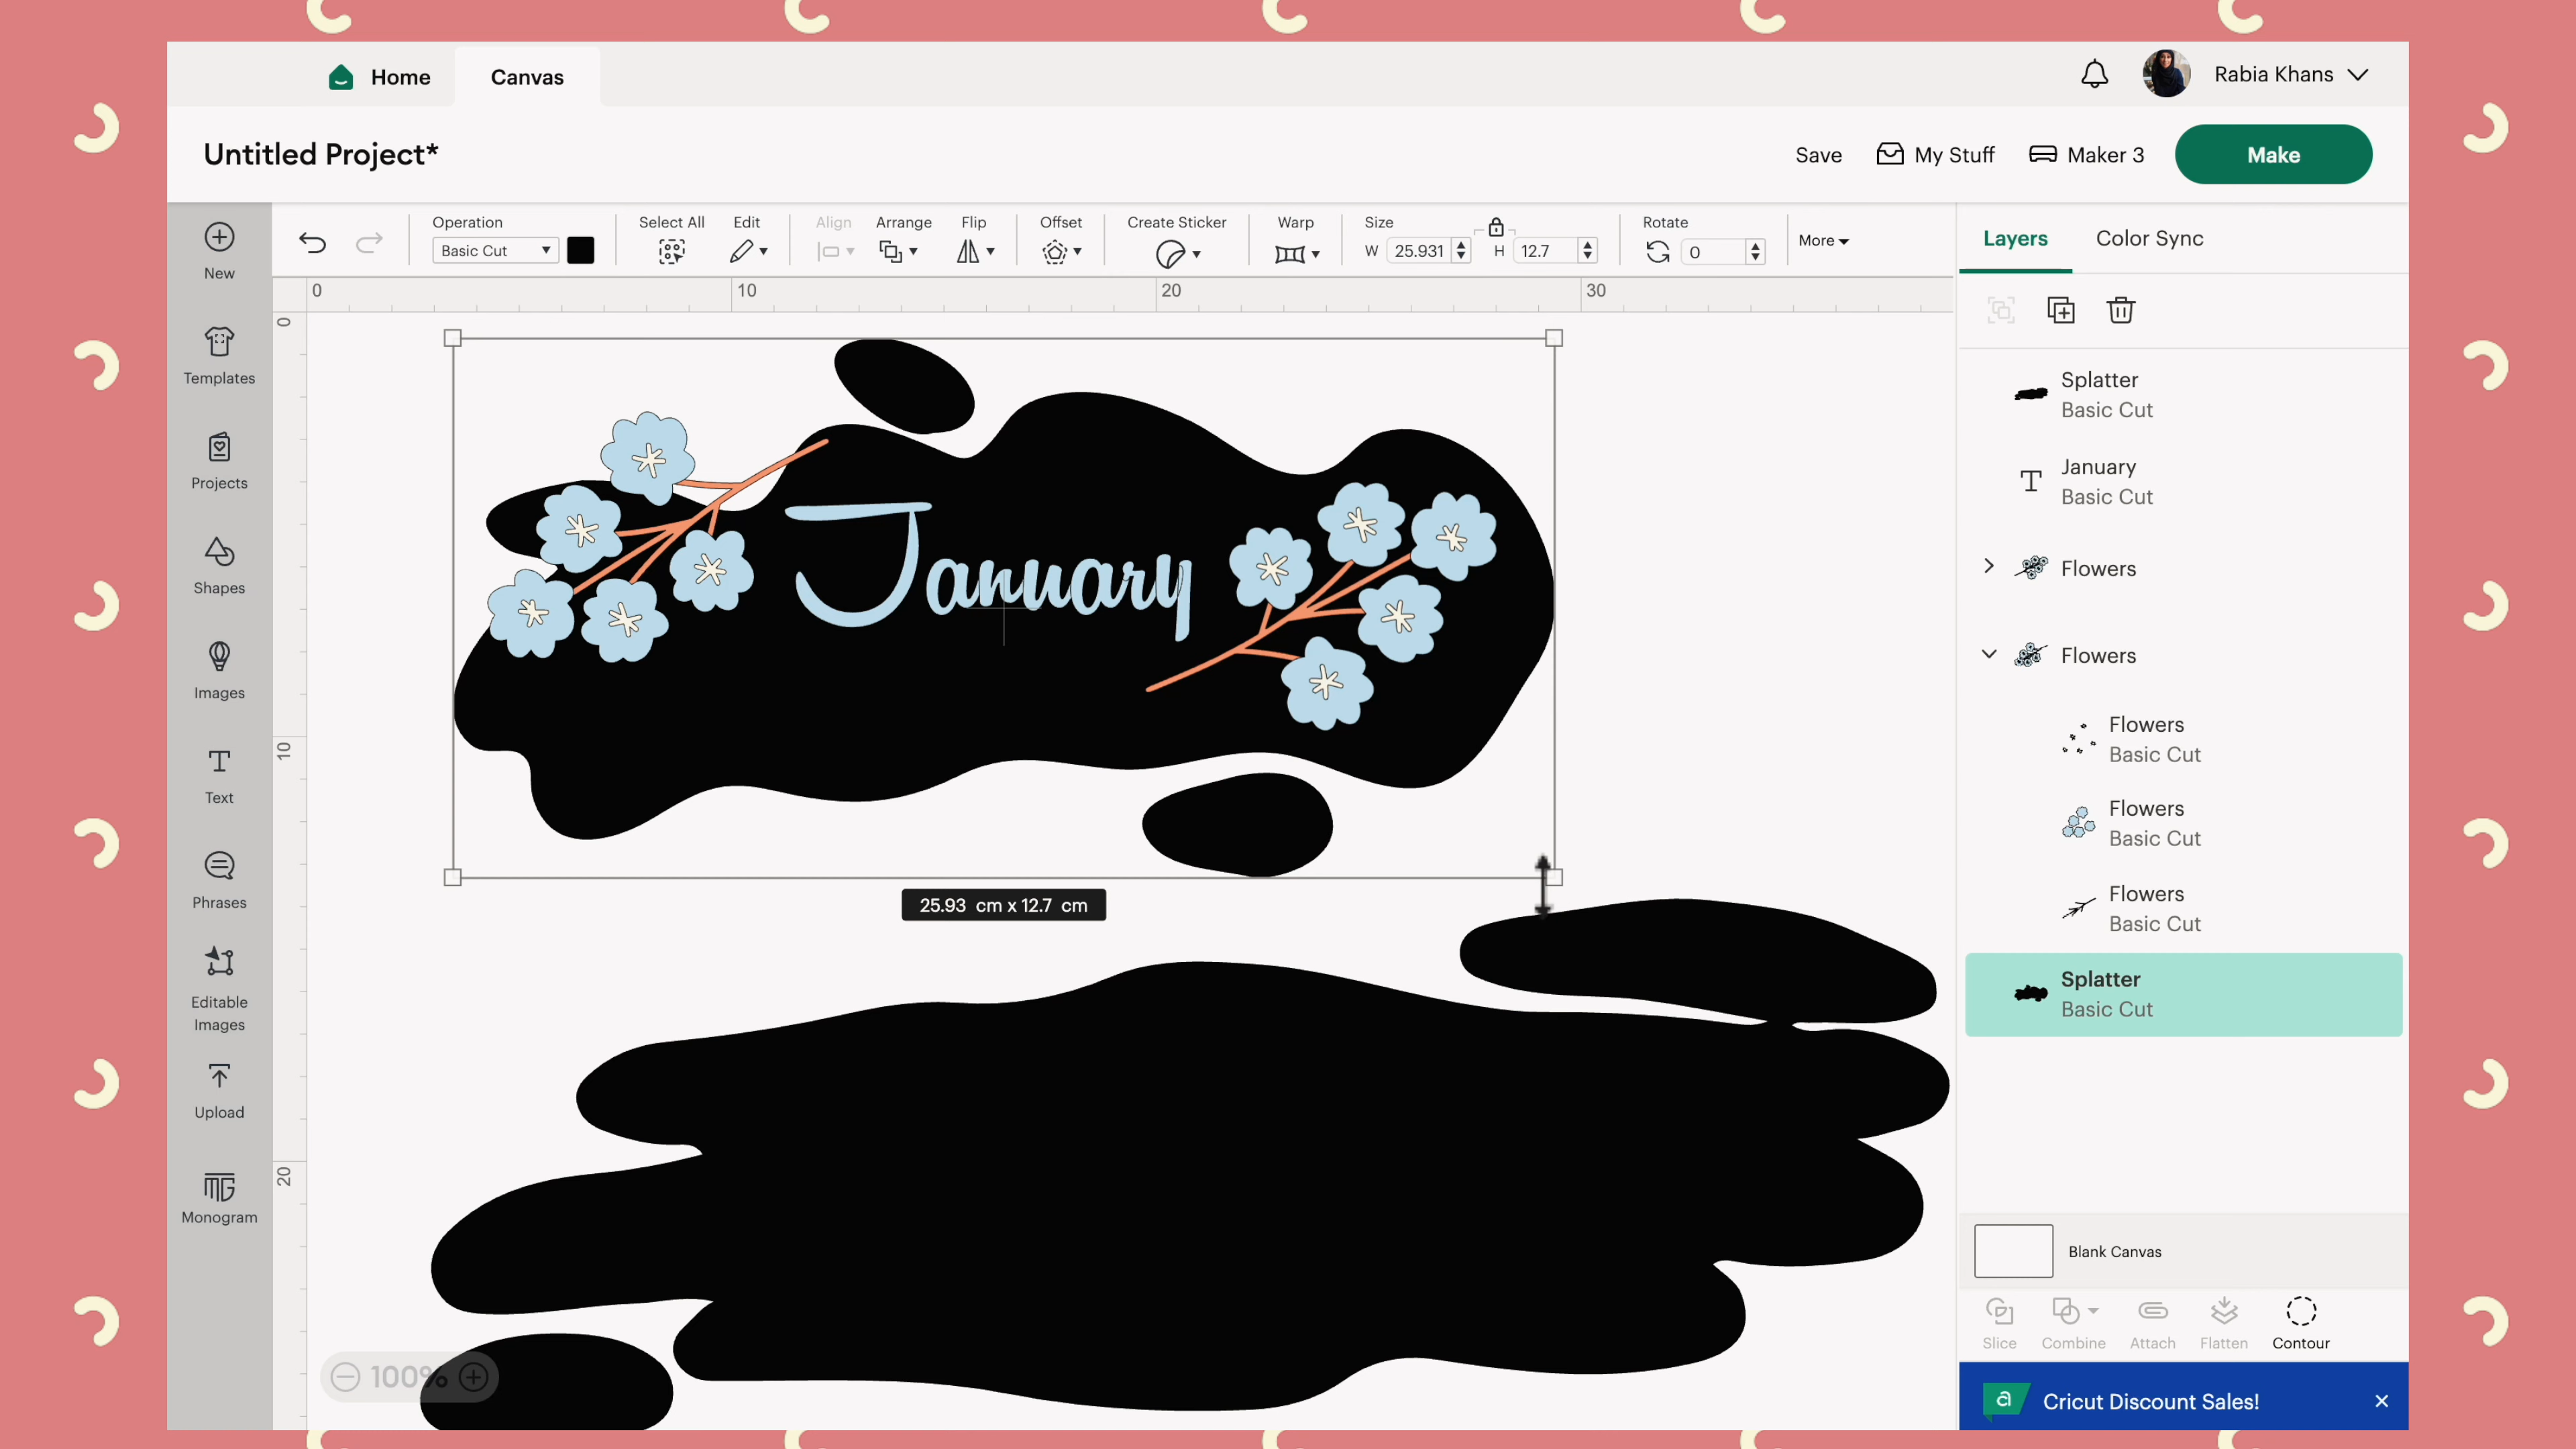 Home
Canvas
Rabia Khans
Untitled Project*
Save
My Stuff
Maker 3
Make
New
Templates
Projects
Shapes
Images
Text
Phrases
Editable
Images
Upload
Monogram
Operation
Basic Cut
Select All
Edit
Align
Arrange
Flip
Offset
Create Sticker
Warp
Size
W 25.931
H 12.7
Rotate
0
More
0
10
20
30
0
10
20
January
25.93 cm x 12.7 cm
100%
Layers
Color Sync
Splatter
Basic Cut
January
Basic Cut
Flowers
Flowers
Flowers
Basic Cut
Flowers
Basic Cut
Flowers
Basic Cut
Splatter
Basic Cut
Blank Canvas
Slice
Combine
Attach
Flatten
Contour
a
Cricut Discount Sales!